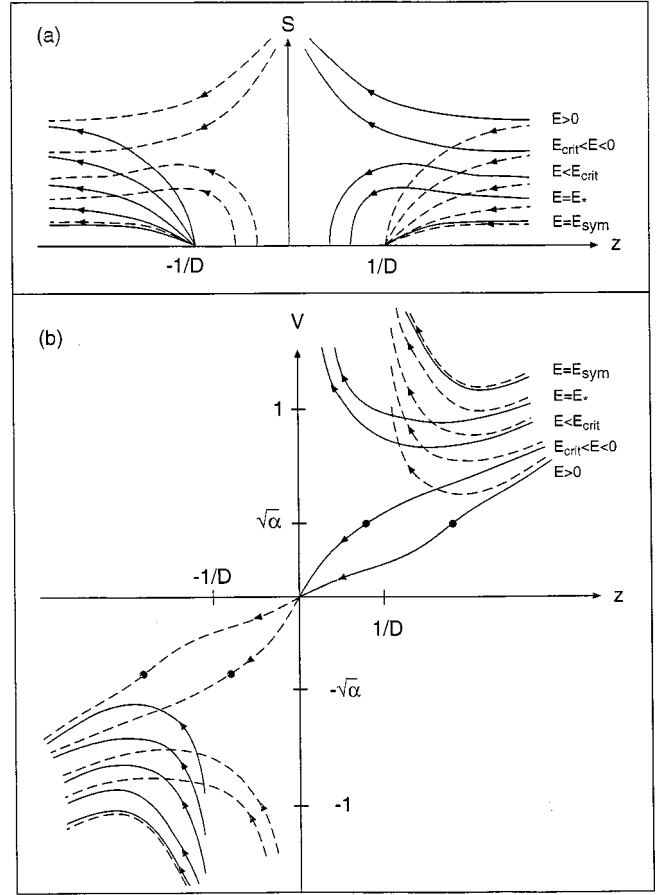 (a)
S
E>0
E_crit<E<0
E<E_crit
E=E_*
E=E_sym
z
-1/D
1/D
(b)
V
E=E_sym
E=E_*
E<E_crit
E_crit<E<0
E>0
1
√α
-1/D
z
1/D
-√α
-1